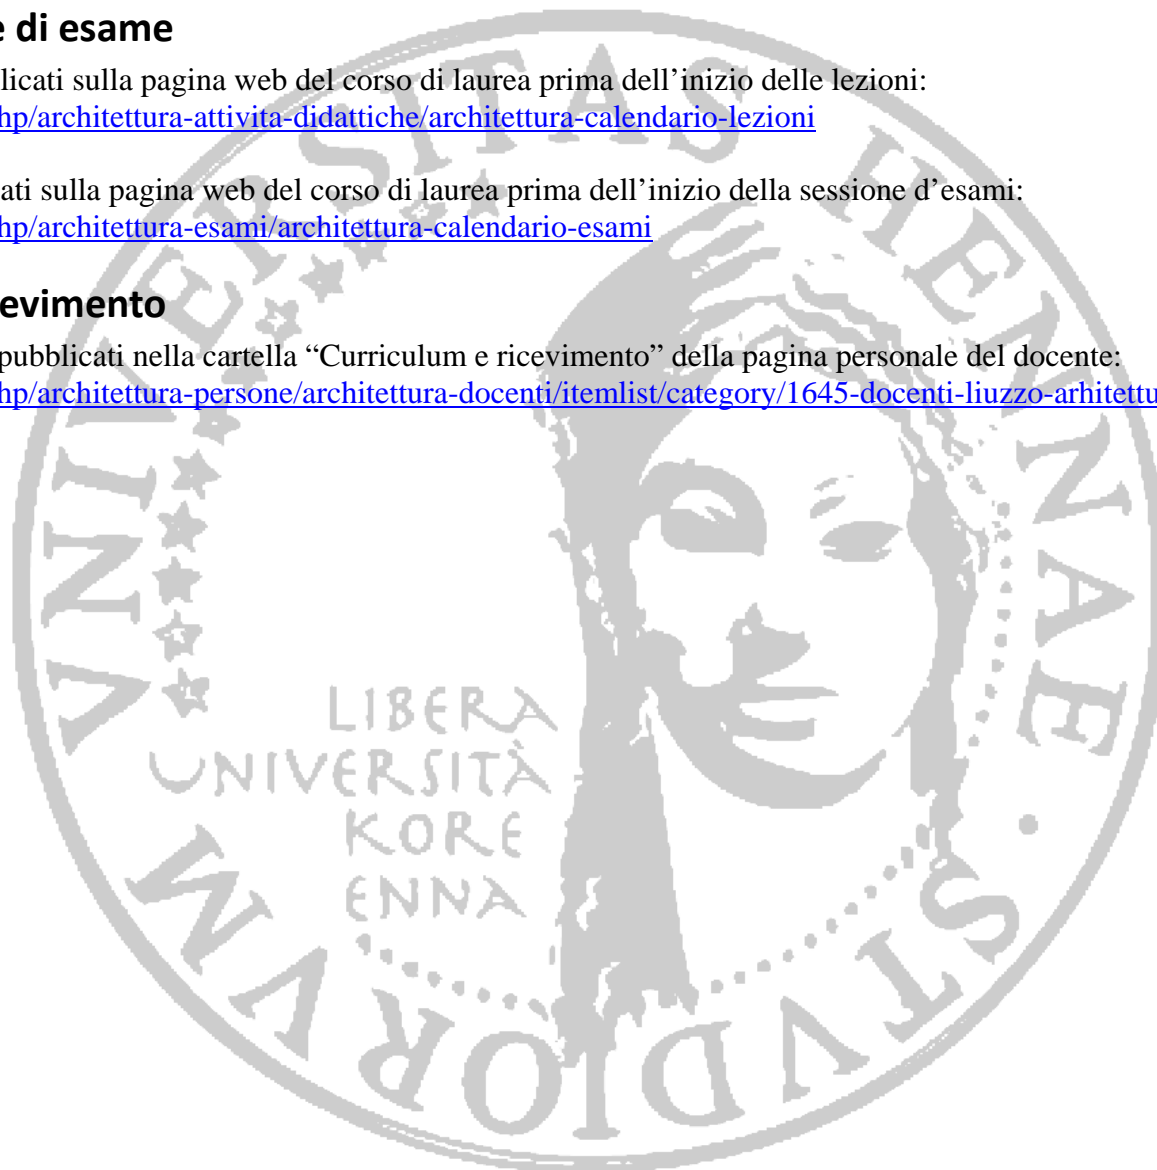 e di esame
licati sulla pagina web del corso di laurea prima dell’inizio delle lezioni:
hp/architettura-attivita-didattiche/architettura-calendario-lezioni
ati sulla pagina web del corso di laurea prima dell’inizio della sessione d’esami:
hp/architettura-esami/architettura-calendario-esami
evimento
pubblicati nella cartella “Curriculum e ricevimento” della pagina personale del docente:
hp/architettura-persone/architettura-docenti/itemlist/category/1645-docenti-liuzzo-arhitettu
VNIVERSITAS HENNAE · STVDIORVM
LIBERA
UNIVERSITÀ
KORE
ENNA